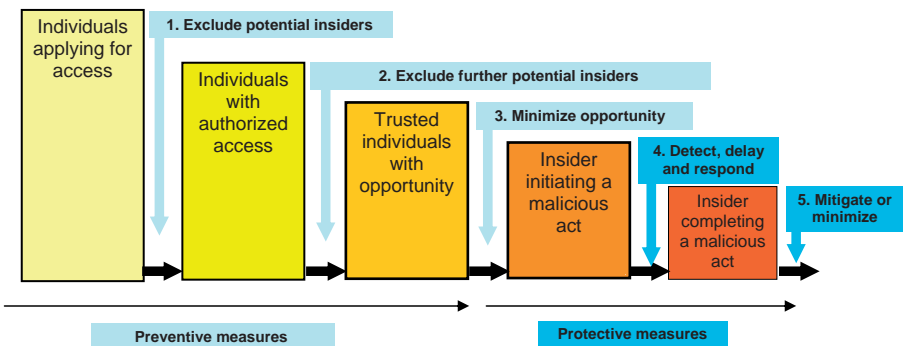 Individuals
applying for
access
1. Exclude potential insiders
Individuals
with
authorized
access
2. Exclude further potential insiders
Trusted
individuals
with
opportunity
3. Minimize opportunity
Insider
initiating a
malicious
act
4. Detect, delay
and respond
Insider
completing
a malicious
act
5. Mitigate or
minimize
Preventive measures
Protective measures